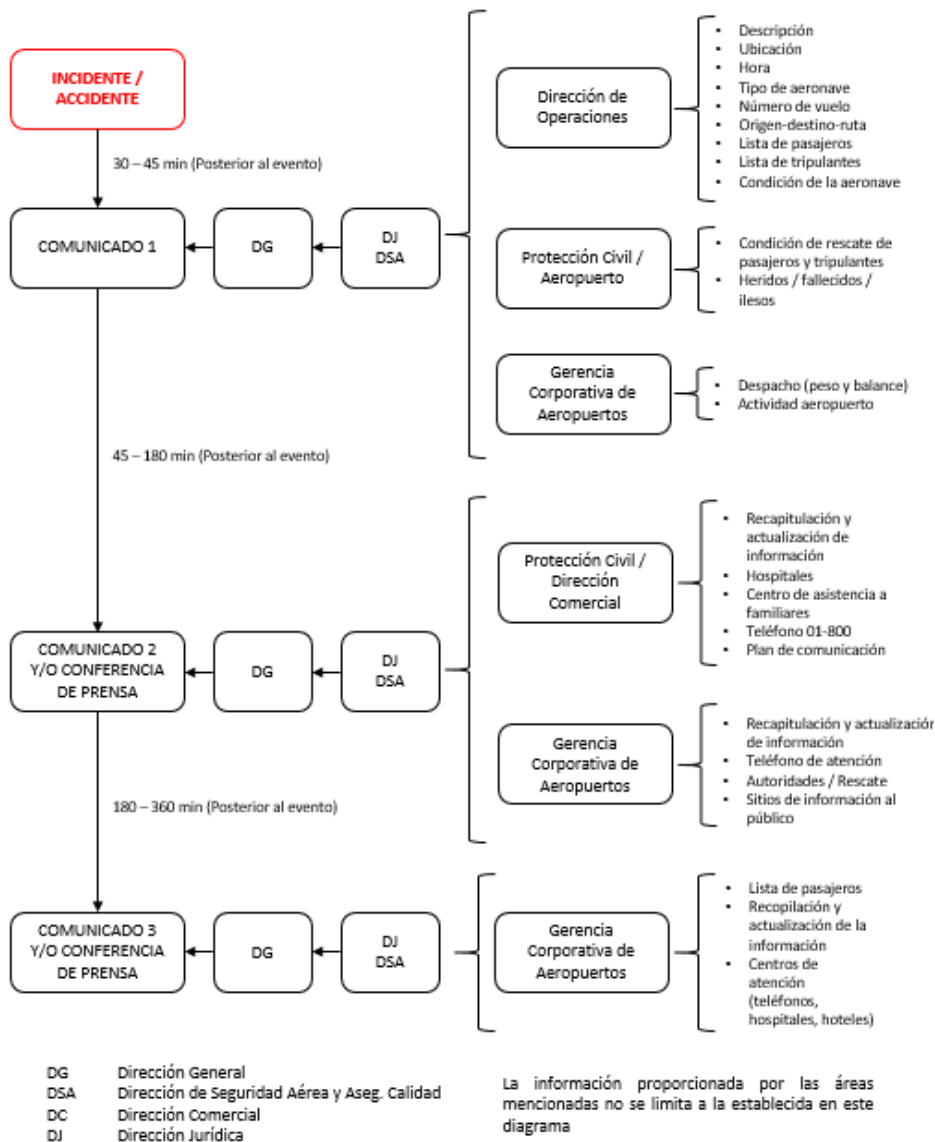 INCIDENTE /
ACCIDENTE
30 – 45 min (Posterior al evento)
COMUNICADO 1
DG
DJ
DSA
Dirección de
Operaciones
▪ Descripción
▪ Ubicación
▪ Hora
▪ Tipo de aeronave
▪ Número de vuelo
▪ Origen-destino-ruta
▪ Lista de pasajeros
▪ Lista de tripulantes
▪ Condición de la aeronave
Protección Civil /
Aeropuerto
▪ Condición de rescate de
pasajeros y tripulantes
▪ Heridos / fallecidos /
ilesos
Gerencia
Corporativa de
Aeropuertos
▪ Despacho (peso y balance)
▪ Actividad aeropuerto
45 – 180 min (Posterior al evento)
COMUNICADO 2
Y/O CONFERENCIA
DE PRENSA
DG
DJ
DSA
Protección Civil /
Dirección
Comercial
▪ Recapitulación y
actualización de
información
▪ Hospitales
▪ Centro de asistencia a
familiares
▪ Teléfono 01-800
▪ Plan de comunicación
Gerencia
Corporativa de
Aeropuertos
▪ Recapitulación y actualización
de información
▪ Teléfono de atención
▪ Autoridades / Rescate
▪ Sitios de información al
público
180 – 360 min (Posterior al evento)
COMUNICADO 3
Y/O CONFERENCIA
DE PRENSA
DG
DJ
DSA
Gerencia
Corporativa de
Aeropuertos
▪ Lista de pasajeros
▪ Recopilación y
actualización de la
información
▪ Centros de
atención
(teléfonos,
hospitales, hoteles)
DG Dirección General
DSA Dirección de Seguridad Aérea y Aseg. Calidad
DC Dirección Comercial
DJ Dirección Jurídica
La información proporcionada por las áreas
mencionadas no se limita a la establecida en este
diagrama